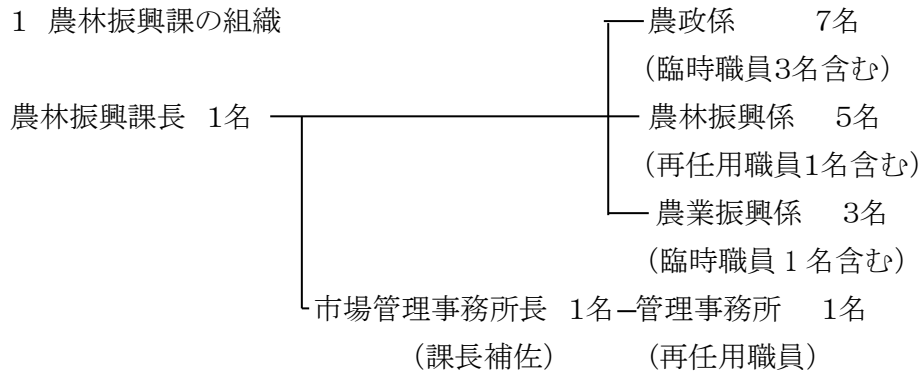 1 農林振興課の組織
農政係 7名
(臨時職員3名含む)
農林振興課長 1名
農林振興係 5名
(再任用職員1名含む)
農業振興係 3名
(臨時職員1名含む)
市場管理事務所長 1名 管理事務所 1名
(課長補佐) (再任用職員)